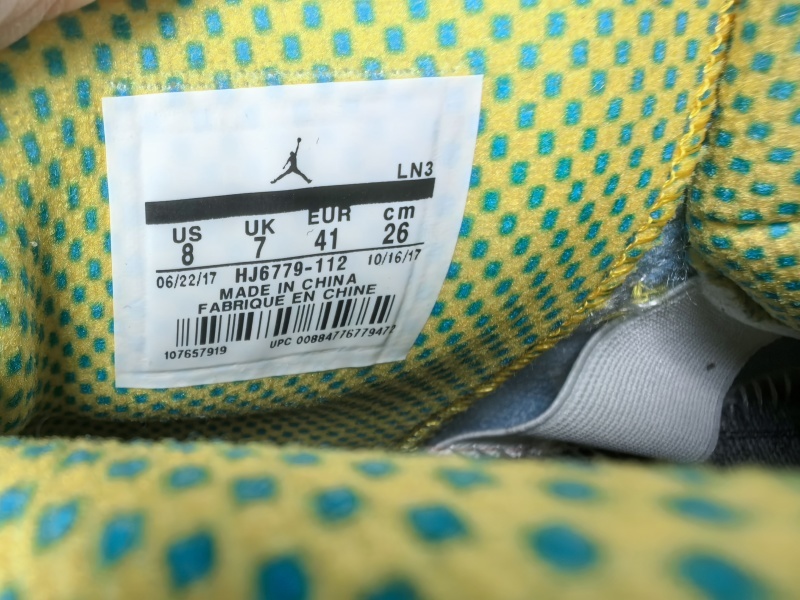 LN3
US UK EUR cm
8 7 41 26
06/22/17 HJ6779-112 10/16/17
MADE IN CHINA
FABRIQUE EN CHINE
107657919 UPC 00884776779472